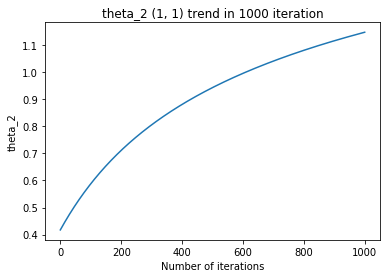 theta_2 (1, 1) trend in 1000 iteration
1.1
1.0
0.9
0.8
0.7
0.6
0.5
0.4
theta_2
0 200 400 600 800 1000
Number of iterations